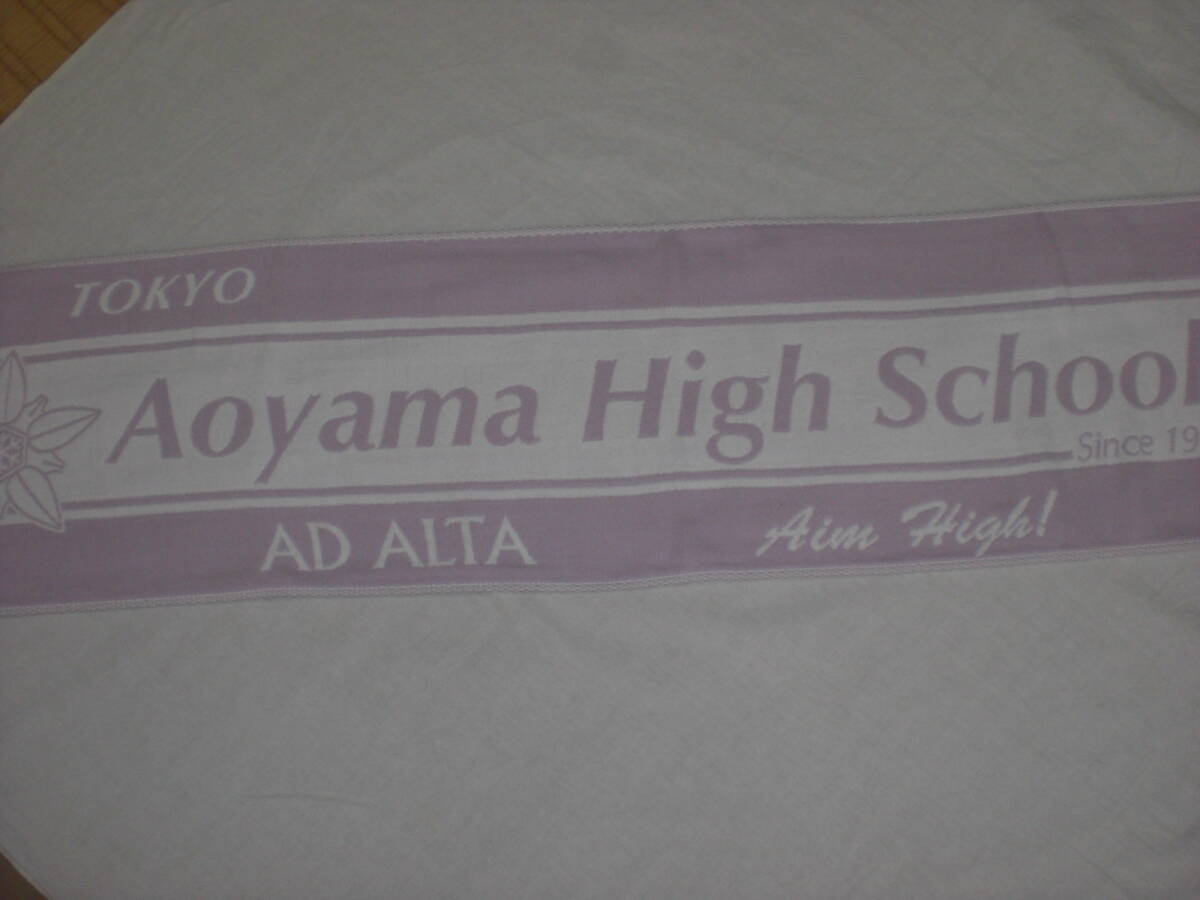 TOKYO
Aoyama High School
Since 19
AD ALTA Aim High!